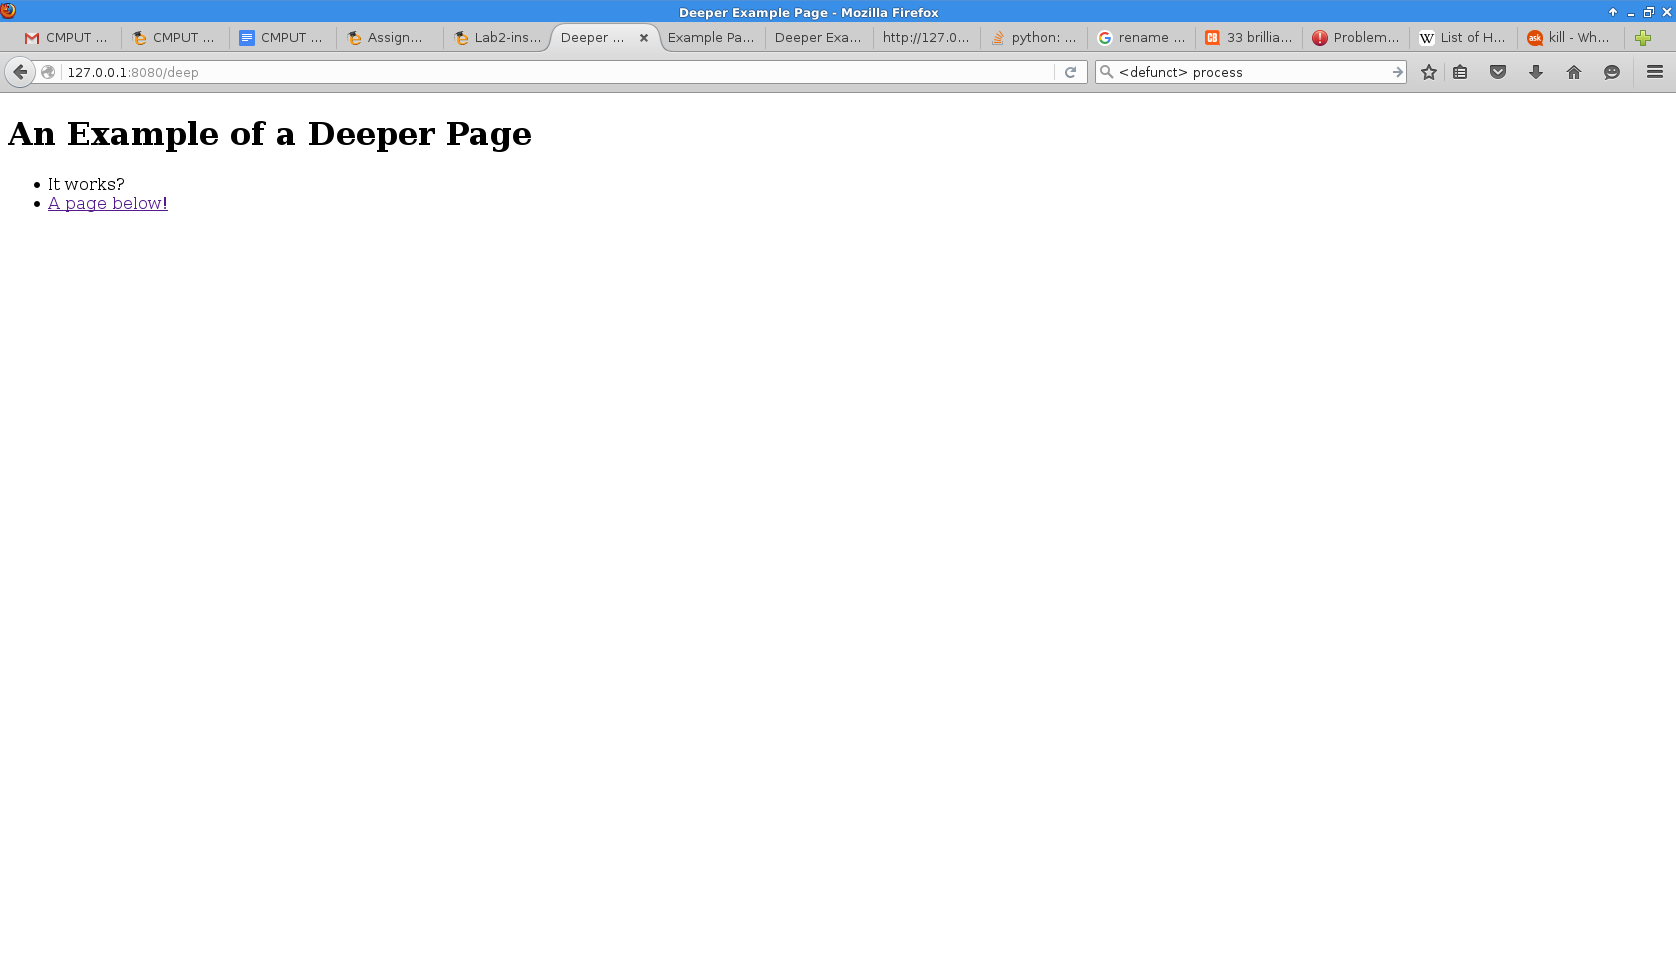 Deeper Example Page - Mozilla Firefox
CMPUT ... CMPUT ... CMPUT ... Assign... Lab2-ins... Deeper ... Example Pa... Deeper Exa... http://127.0... python: ... rename ... CB 33 brillia... Problem... W List of H... ask kill - Wh...
127.0.0.1:8080/deep <defunct> process
An Example of a Deeper Page
It works?
A page below!